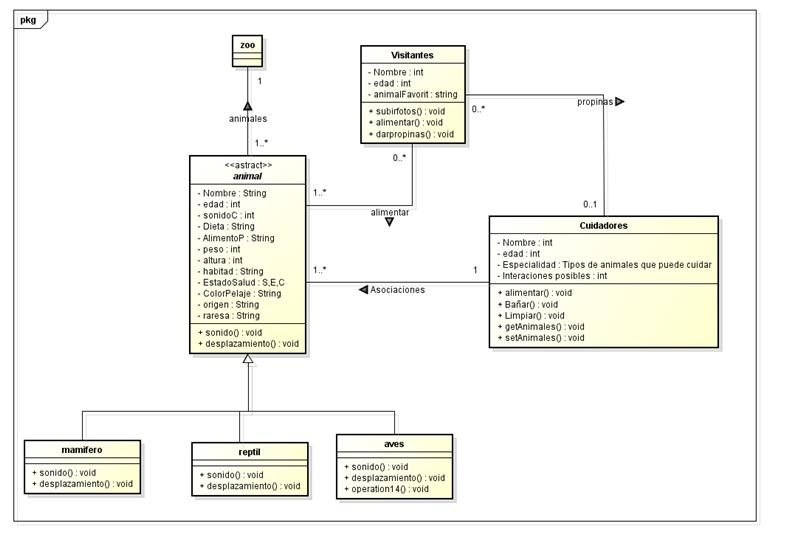 pkg
zoo
1
animales
1..*
Visitantes
- Nombre : int
- edad : int
- animalFavorit : string
+ subirfotos() : void
+ alimentar() : void
+ darpropinas() : void
0..*
propinas
0..1
0..*
1..*
alimentar
<<astract>>
animal
- Nombre : String
- edad : int
- sonidoC : int
- Dieta : String
- AlimentoP : String
- peso : int
- altura : int
- habitad : String
- EstadoSalud : S,E,C
- ColorPelaje : String
- origen : String
- raresa : String
+ sonido() : void
+ desplazamiento() : void
1..*
1
Asociaciones
Cuidadores
- Nombre : int
- edad : int
- Especialidad : Tipos de animales que puede cuidar
- Interaciones posibles : int
+ alimentar() : void
+ Bañar() : void
+ Limpiar() : void
+ getAnimales() : void
+ setAnimales() : void
mamifero
+ sonido() : void
+ desplazamiento() : void
reptil
+ sonido() : void
+ desplazamiento() : void
aves
+ sonido() : void
+ desplazamiento() : void
+ operation14() : void